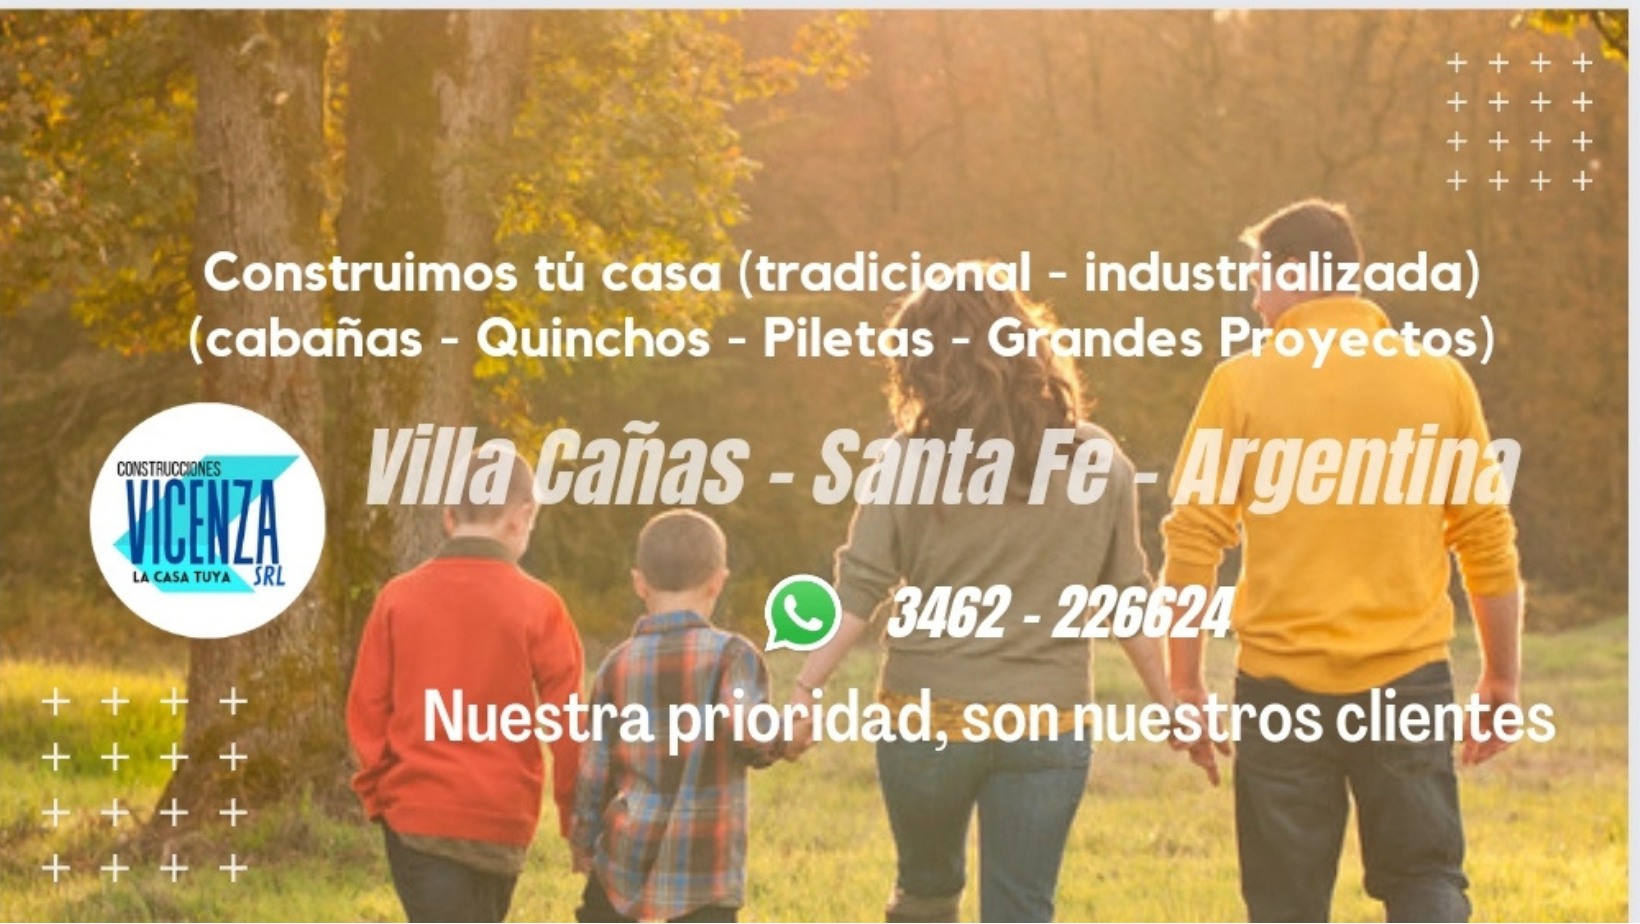 Construimos tú casa (tradicional - industrializada)
(cabañas - Quinchos - Piletas - Grandes Proyectos)
Villa Cañas - Santa Fe - Argentina
CONSTRUCCIONES
VICENZA
LA CASA TUYA SRL
3462 - 226624
Nuestra prioridad, son nuestros clientes